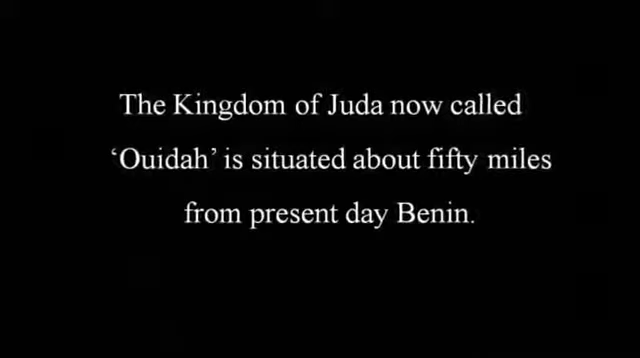 The Kingdom of Juda now called
‘Ouidah’ is situated about fifty miles
from present day Benin.